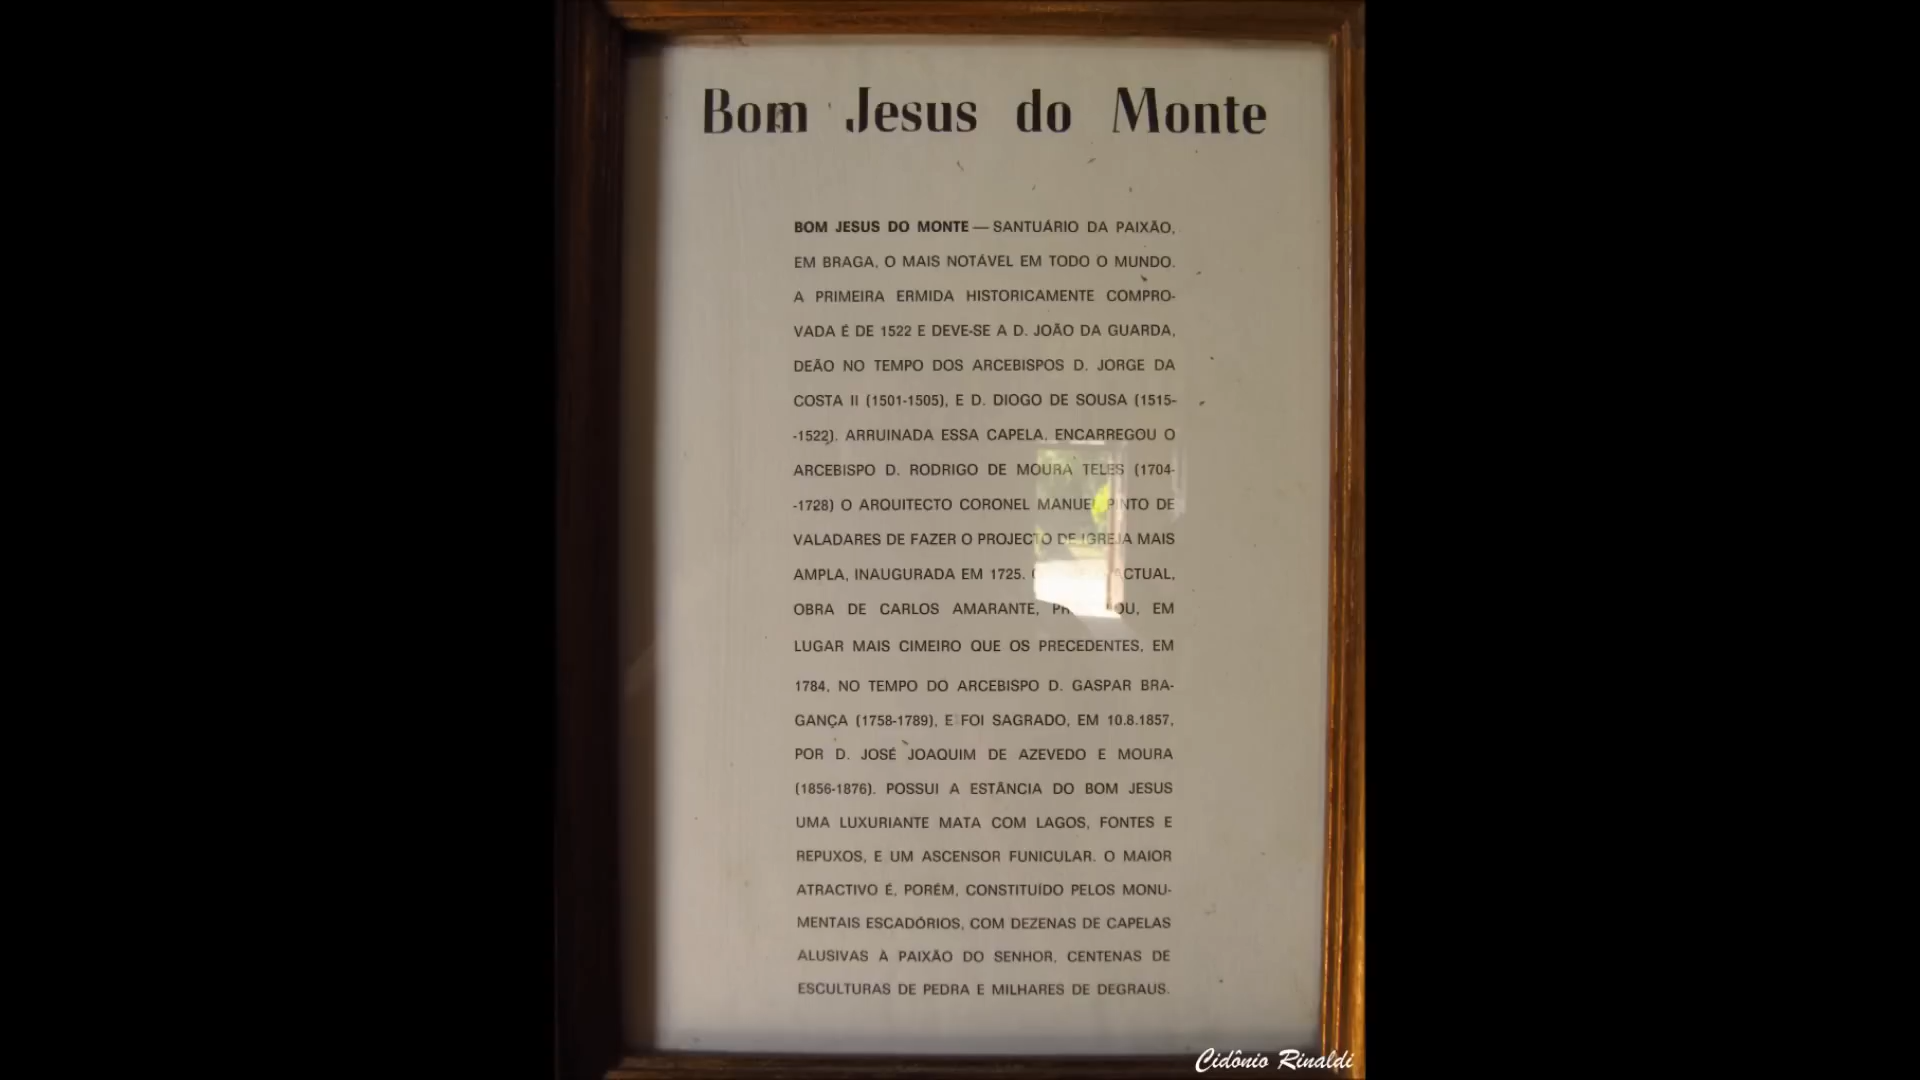 Bom Jesus do Monte
BOM JESUS DO MONTE — SANTUÁRIO DA PAIXÃO,
EM BRAGA, O MAIS NOTÁVEL EM TODO O MUNDO.
A PRIMEIRA ERMIDA HISTORICAMENTE COMPRO-
VADA É DE 1522 E DEVE-SE A D. JOÃO DA GUARDA,
DEÃO NO TEMPO DOS ARCEBISPOS D. JORGE DA
COSTA II (1501-1505), E D. DIOGO DE SOUSA (1515-
-1522). ARRUINADA ESSA CAPELA, ENCARREGOU O
ARCEBISPO D. RODRIGO DE MOURA TELES (1704-
-1728) O ARQUITECTO CORONEL MANUEL PINTO DE
VALADARES DE FAZER O PROJECTO DE IGREJA MAIS
AMPLA, INAUGURADA EM 1725. ACTUAL,
OBRA DE CARLOS AMARANTE, EM
LUGAR MAIS CIMEIRO QUE OS PRECEDENTES, EM
1784, NO TEMPO DO ARCEBISPO D. GASPAR BRA-
GANÇA (1758-1789), E FOI SAGRADO, EM 10.8.1857,
POR D. JOSÉ JOAQUIM DE AZEVEDO E MOURA
(1856-1876). POSSUI A ESTÂNCIA DO BOM JESUS
UMA LUXURIANTE MATA COM LAGOS, FONTES E
REPUXOS, E UM ASCENSOR FUNICULAR. O MAIOR
ATRACTIVO É, PORÉM, CONSTITUÍDO PELOS MONU-
MENTAIS ESCADÓRIOS, COM DEZENAS DE CAPELAS
ALUSIVAS À PAIXÃO DO SENHOR, CENTENAS DE
ESCULTURAS DE PEDRA E MILHARES DE DEGRAUS.
Cidônio Rinaldi